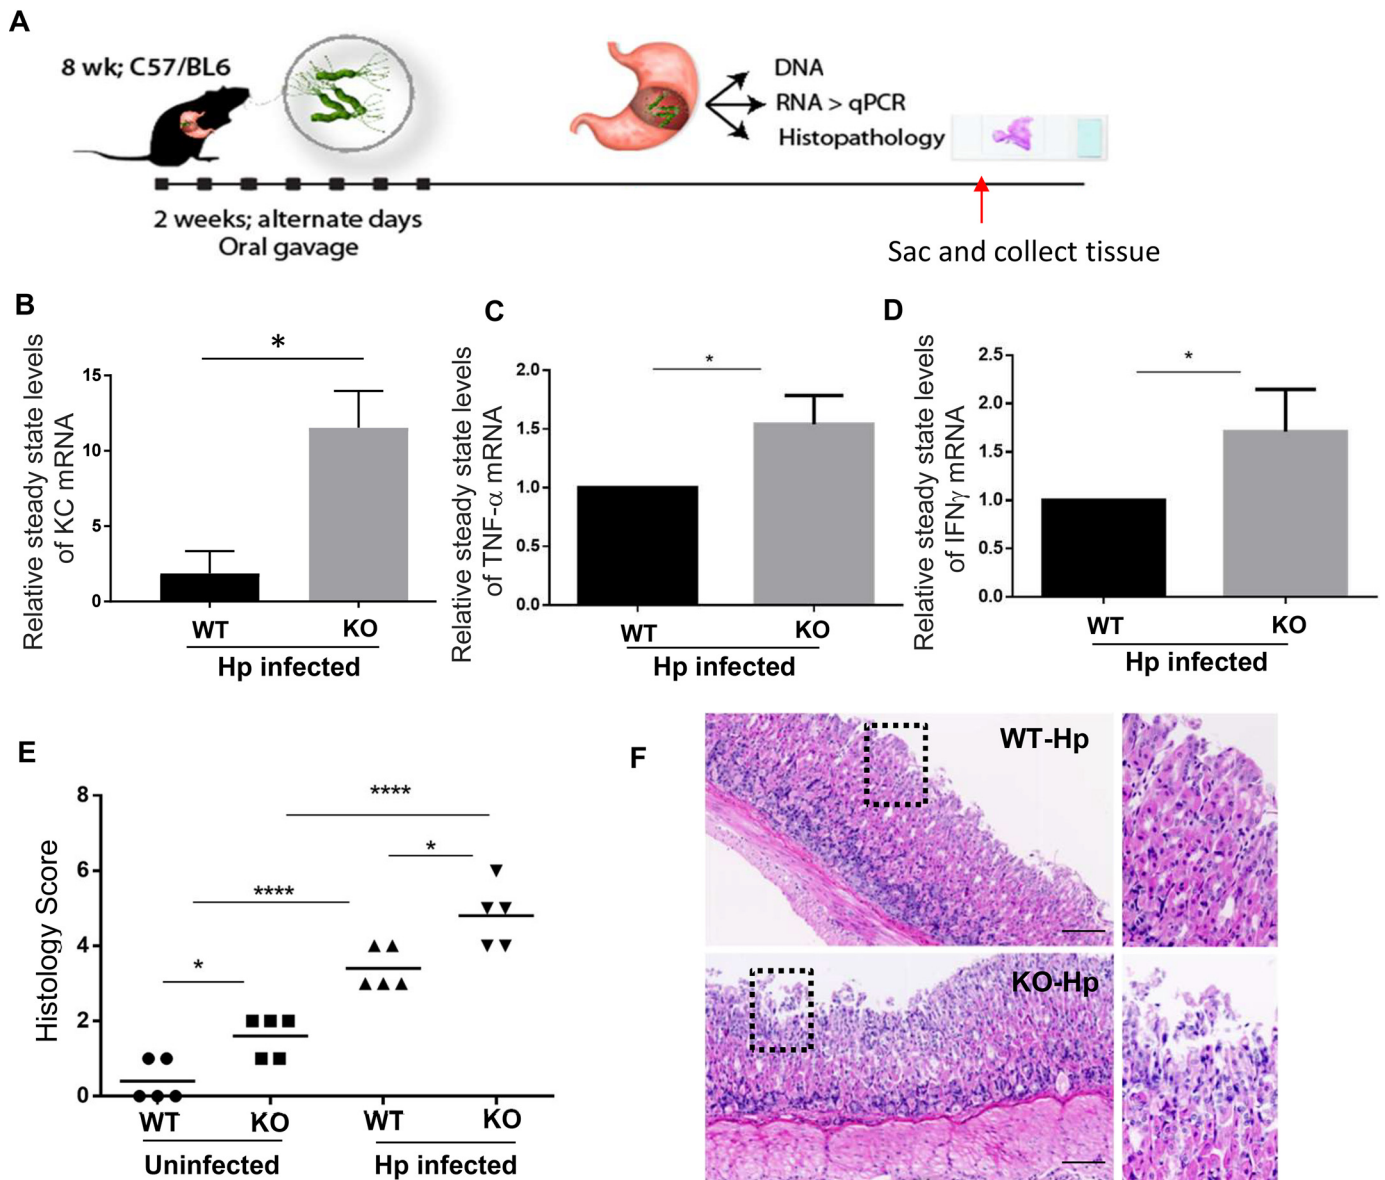 A
8 wk; C57/BL6
DNA
RNA > qPCR
Histopathology
2 weeks; alternate days
Oral gavage
Sac and collect tissue
B
Relative steady state levels
of KC mRNA
15
10
5
0
*
WT
KO
Hp infected
C
Relative steady state levels
of TNF-α mRNA
2.0
1.5
1.0
0.5
0.0
*
WT
KO
Hp infected
D
Relative steady state levels
of IFNγ mRNA
2.5
2.0
1.5
1.0
0.5
0.0
*
WT
KO
Hp infected
E
Histology Score
8
6
4
2
0
*
****
*
****
WT
KO
WT
KO
Uninfected
Hp infected
F
WT-Hp
KO-Hp